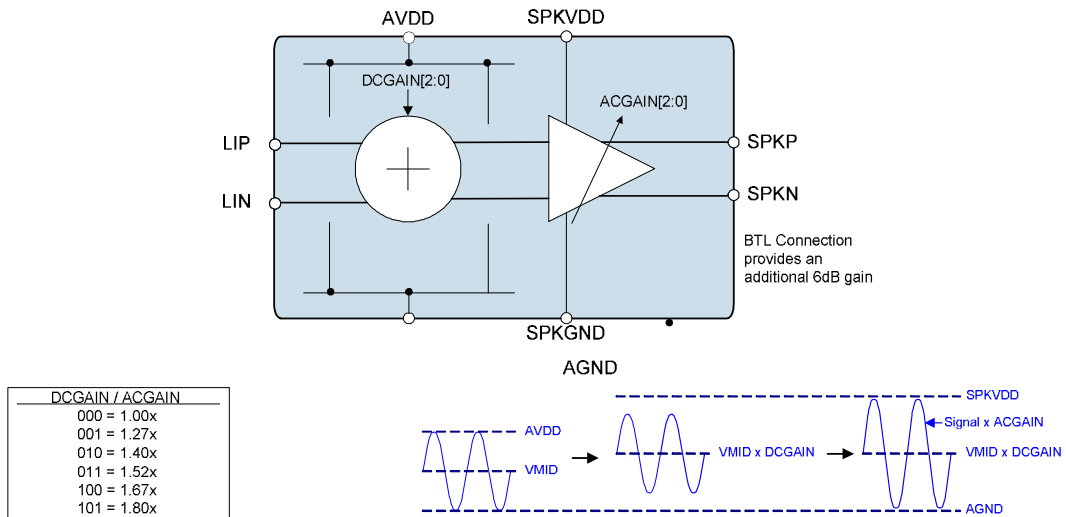 AVDD
SPKVDD
DCGAIN[2:0]
ACGAIN[2:0]
LIP
SPKP
LIN
SPKN
BTL Connection
provides an
additional 6dB gain
SPKGND
AGND
DCGAIN / ACGAIN
000 = 1.00x
001 = 1.27x
010 = 1.40x
011 = 1.52x
100 = 1.67x
101 = 1.80x
AVDD
VMID
VMID x DCGAIN
SPKVDD
Signal x ACGAIN
VMID x DCGAIN
AGND